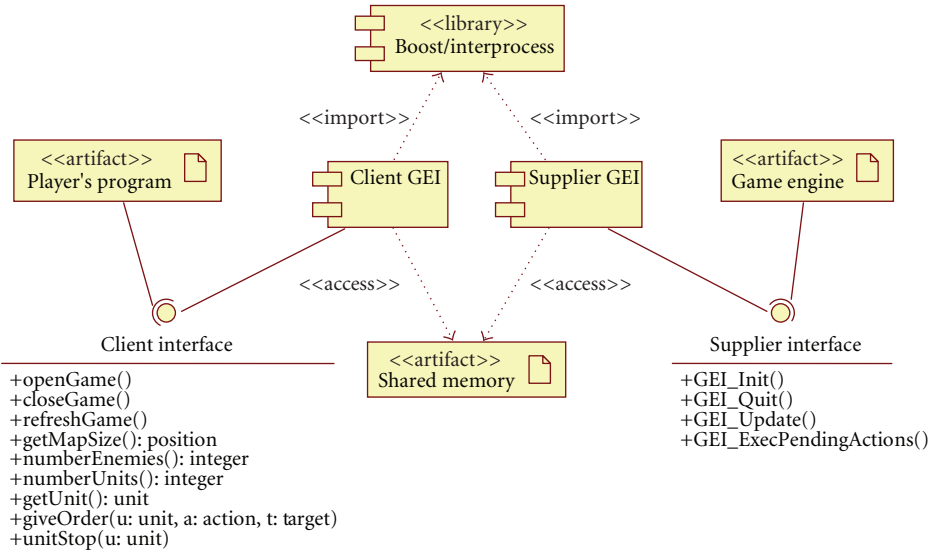 <<library>>
Boost/interprocess
<<import>>
<<import>>
<<artifact>>
Player's program
Client GEI
Supplier GEI
<<artifact>>
Game engine
<<access>>
<<access>>
Client interface
<<artifact>>
Shared memory
Supplier interface
+openGame()
+closeGame()
+refreshGame()
+getMapSize(): position
+numberEnemies(): integer
+numberUnits(): integer
+getUnit(): unit
+giveOrder(u: unit, a: action, t: target)
+unitStop(u: unit)
+GEI_Init()
+GEI_Quit()
+GEI_Update()
+GEI_ExecPendingActions()